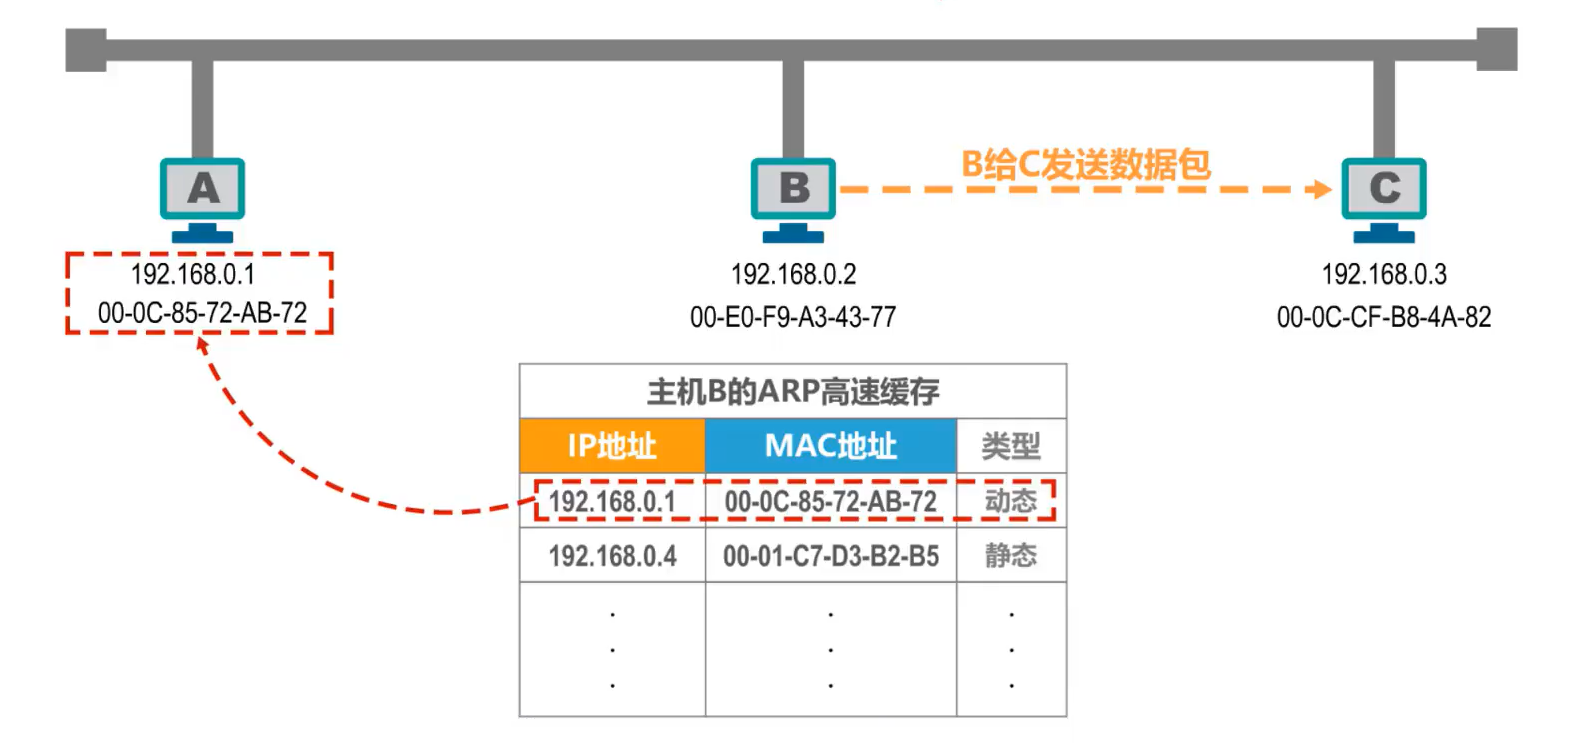 B给C发送数据包
A
B
C
192.168.0.1
00-0C-85-72-AB-72
192.168.0.2
00-E0-F9-A3-43-77
192.168.0.3
00-0C-CF-B8-4A-82
主机B的ARP高速缓存
IP地址 MAC地址 类型
192.168.0.1 00-0C-85-72-AB-72 动态
192.168.0.4 00-01-C7-D3-B2-B5 静态
. . .
. . .
. . .